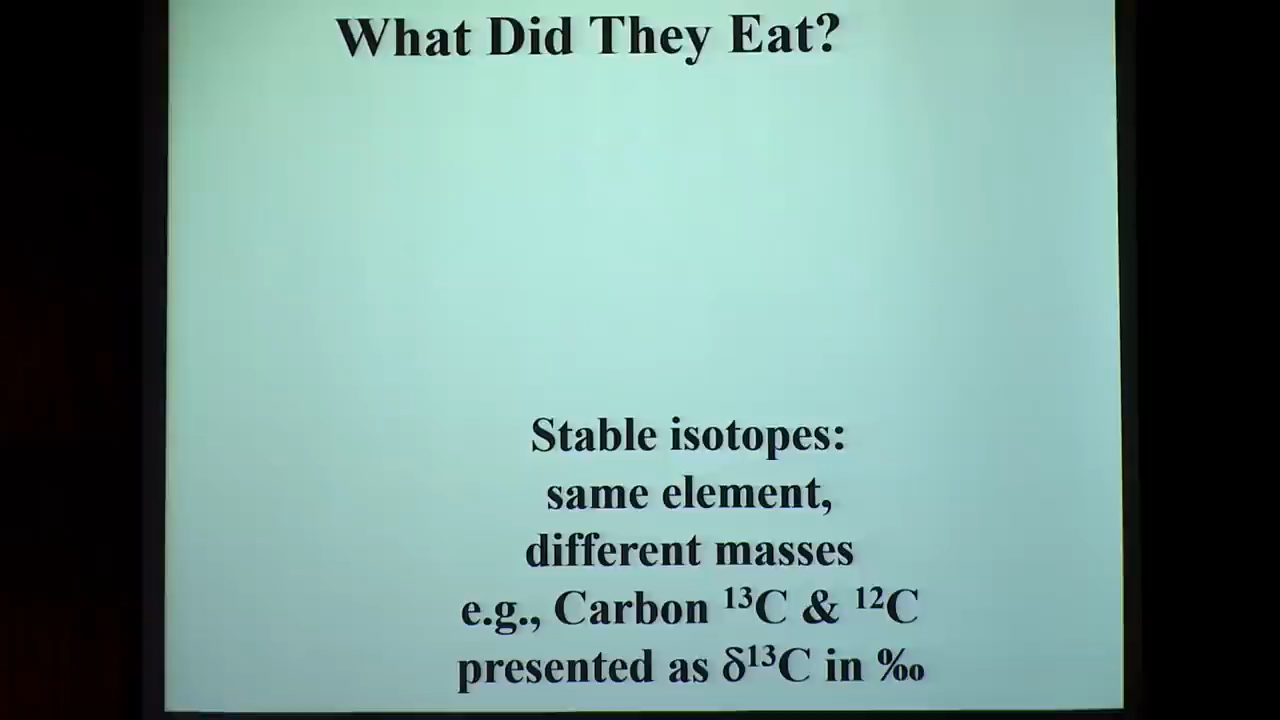 What Did They Eat?
Stable isotopes:
same element,
different masses
e.g., Carbon ¹³C & ¹²C
presented as δ¹³C in ‰